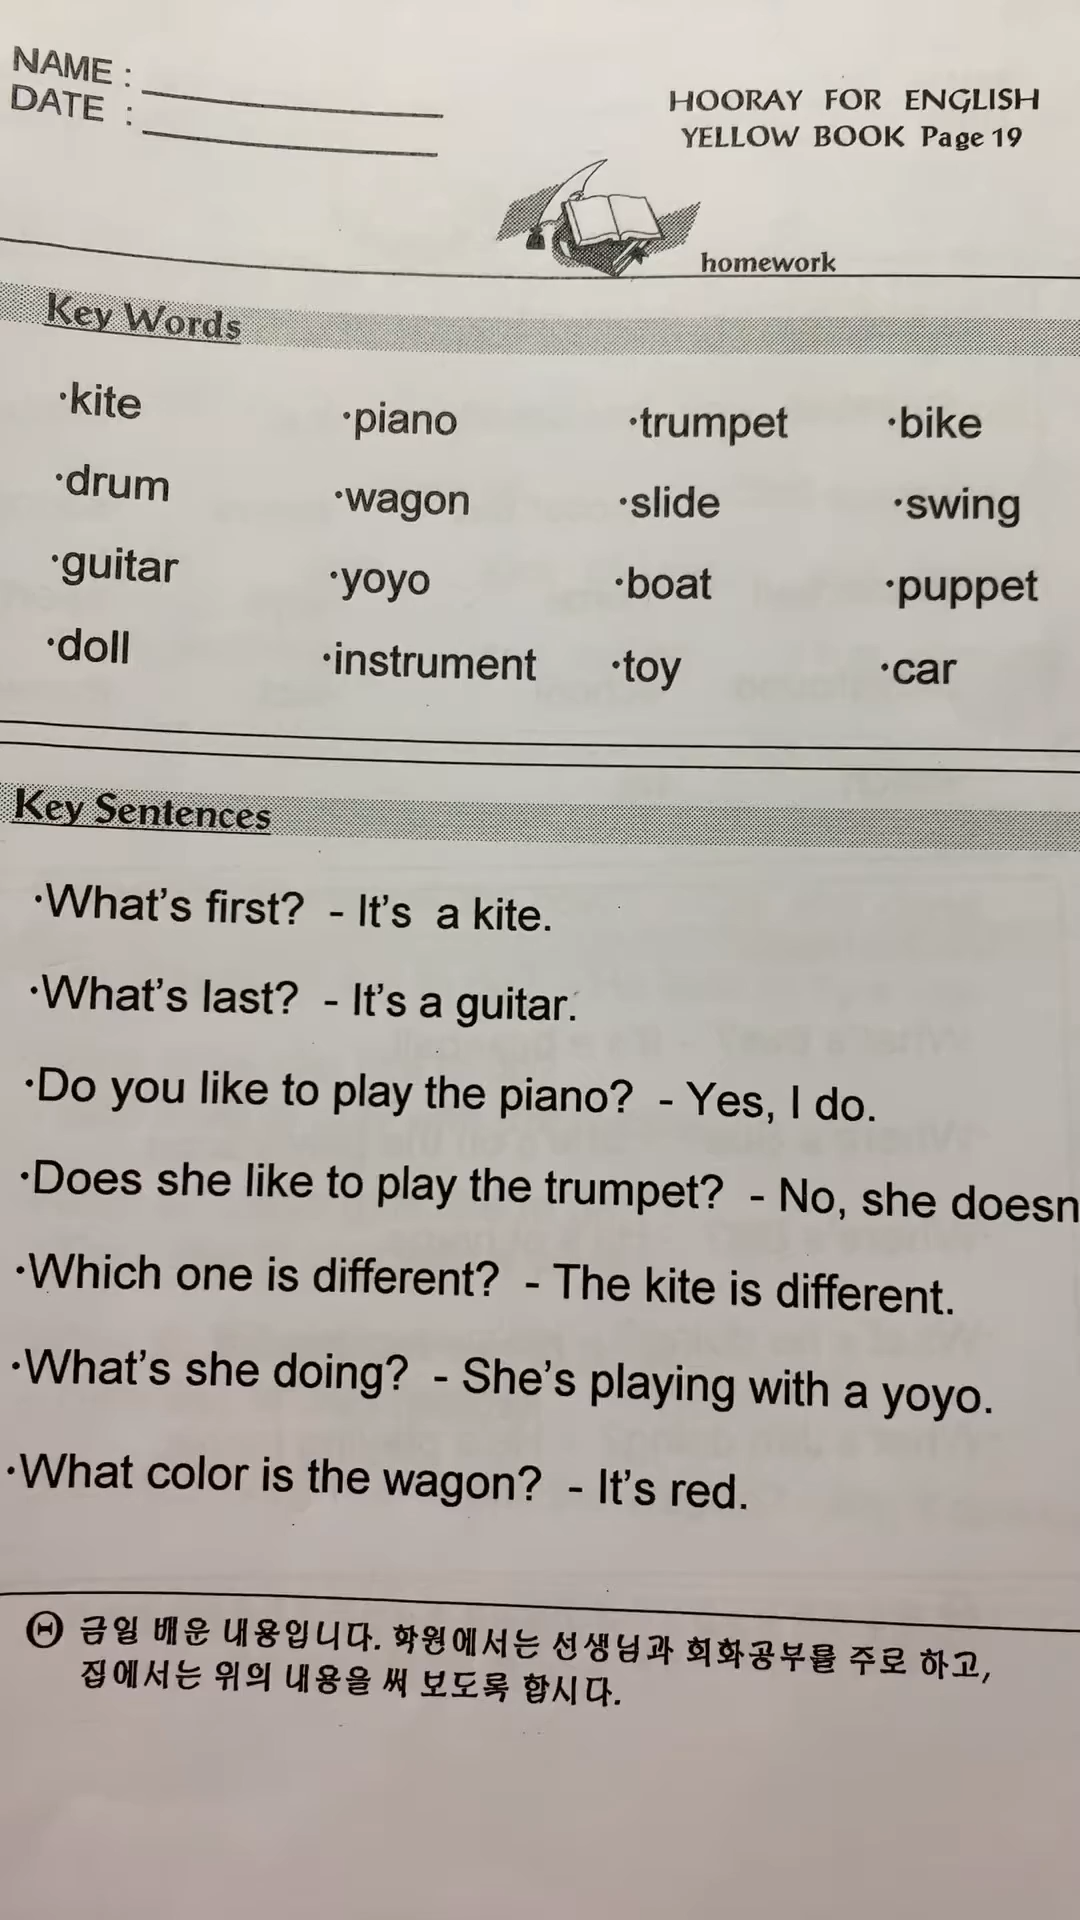 NAME :
DATE :
HOORAY FOR ENGLISH
YELLOW BOOK Page 19
homework
Key Words
·kite ·piano ·trumpet ·bike
·drum ·wagon ·slide ·swing
·guitar ·yoyo ·boat ·puppet
·doll ·instrument ·toy ·car
Key Sentences
·What's first? - It's a kite.
·What's last? - It's a guitar.
·Do you like to play the piano? - Yes, I do.
·Does she like to play the trumpet? - No, she doesn
·Which one is different? - The kite is different.
·What's she doing? - She's playing with a yoyo.
·What color is the wagon? - It's red.
금일 배운 내용입니다. 학원에서는 선생님과 회화공부를 주로 하고,
집에서는 위의 내용을 써 보도록 합시다.